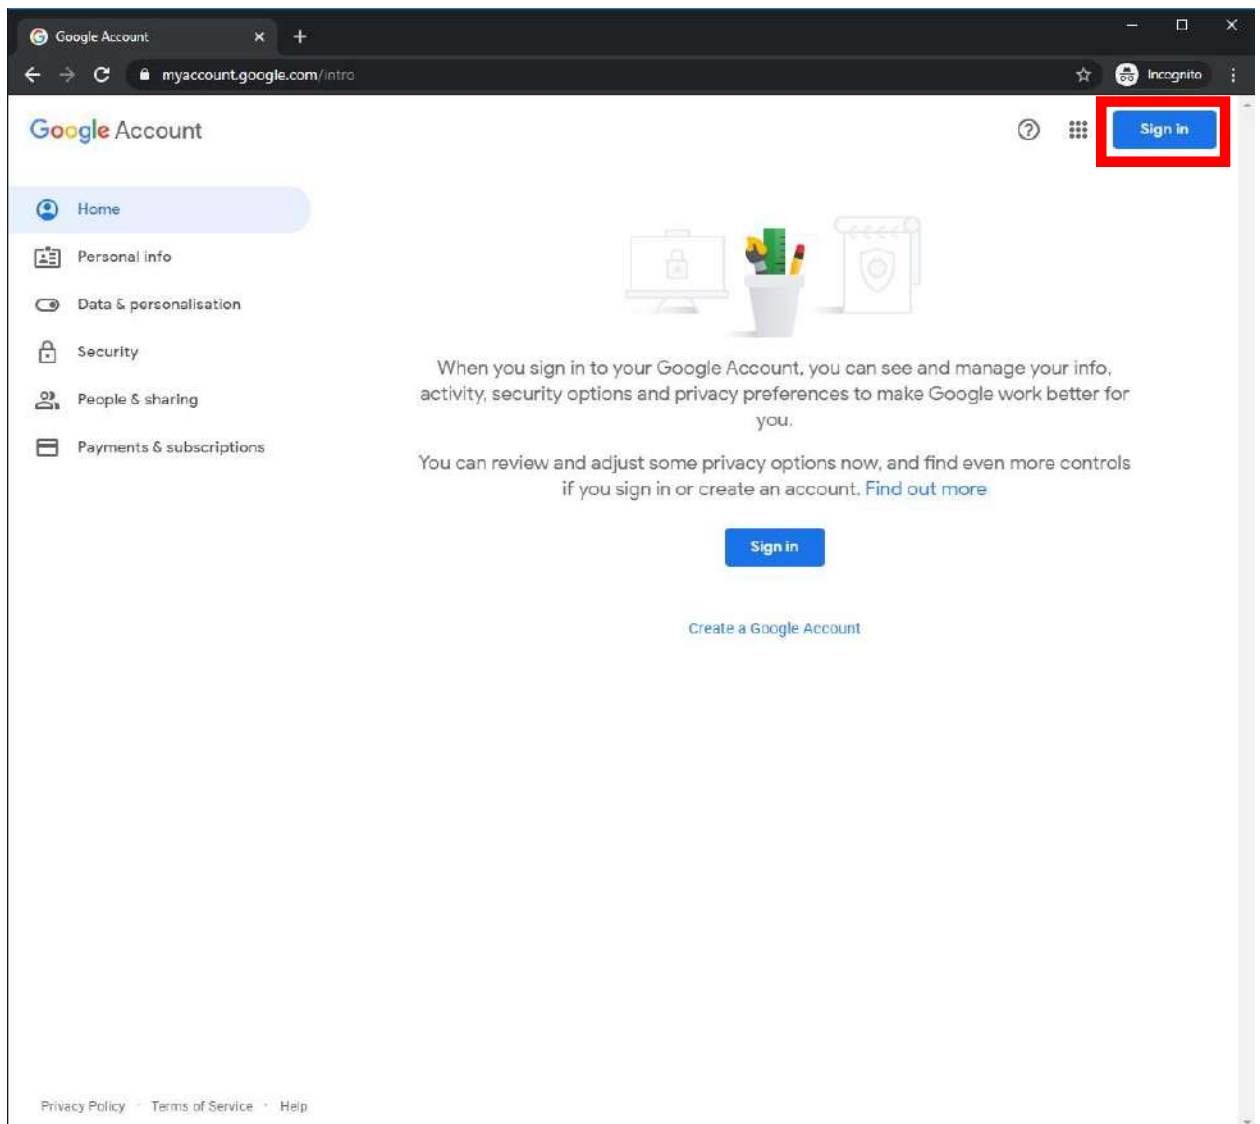 Google Account
myaccount.google.com/intro
Incognito
Google Account
Sign in
Home
Personal info
Data & personalisation
Security
People & sharing
Payments & subscriptions
When you sign in to your Google Account, you can see and manage your info,
activity, security options and privacy preferences to make Google work better for
you.
You can review and adjust some privacy options now, and find even more controls
if you sign in or create an account. Find out more
Sign in
Create a Google Account
Privacy Policy · Terms of Service · Help